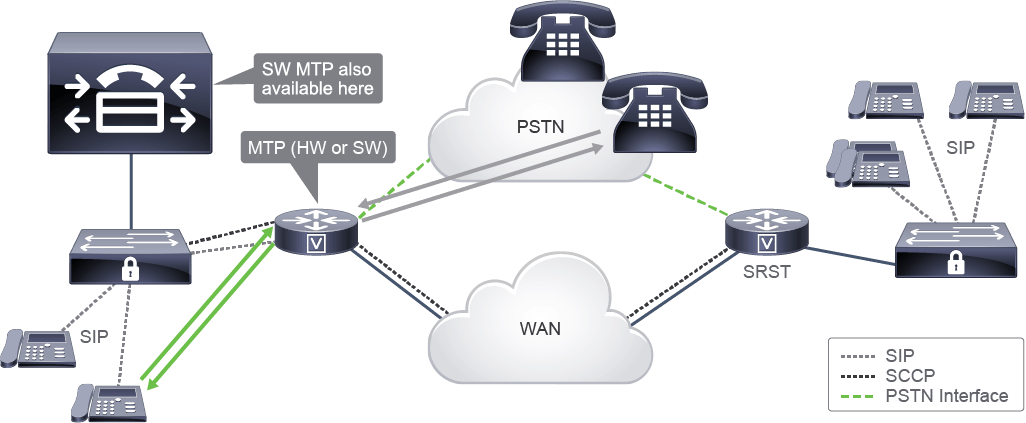 SW MTP also
available here
MTP (HW or SW)
PSTN
SIP
V
V
SRST
SIP
WAN
SIP
SCCP
PSTN Interface